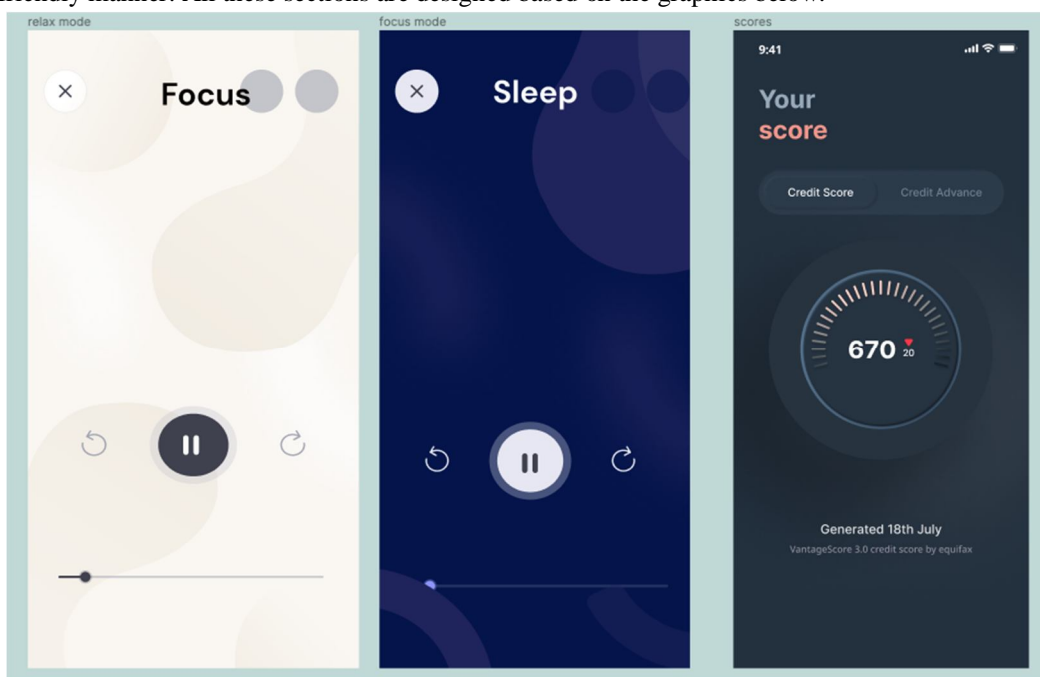 friendly manner. All these sections are designed based on the graphics below.
relax mode
focus mode
scores
Focus
Sleep
9:41
Your
score
Credit Score
Credit Advance
670
20
Generated 18th July
VantageScore 3.0 credit score by equifax